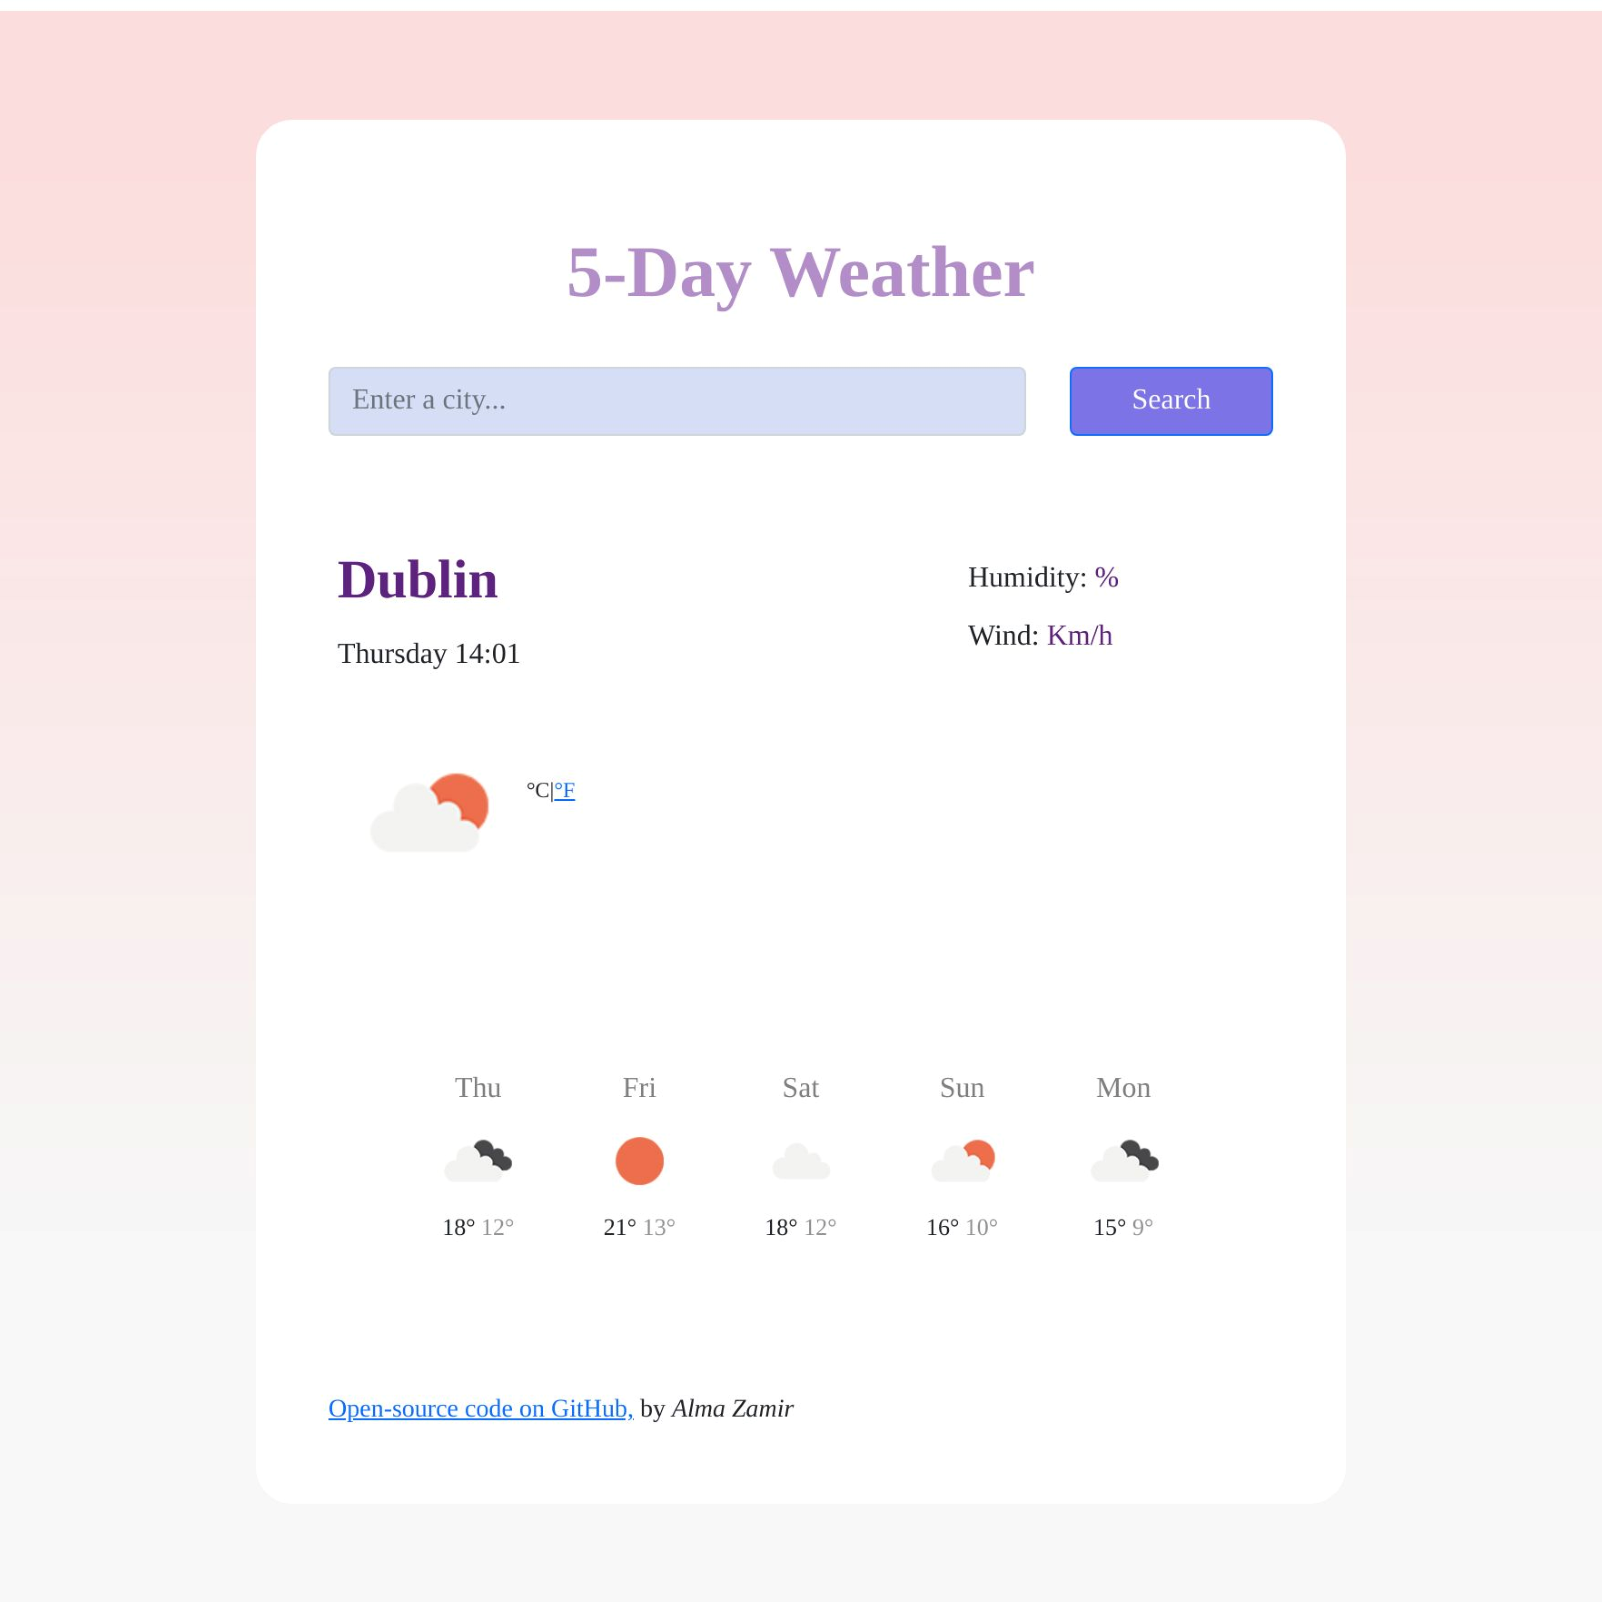 5-Day Weather
Enter a city...
Search
Dublin
Thursday 14:01
Humidity: %
Wind: Km/h
°C|°F
Thu Fri Sat Sun Mon
18° 12° 21° 13° 18° 12° 16° 10° 15° 9°
Open-source code on GitHub, by Alma Zamir